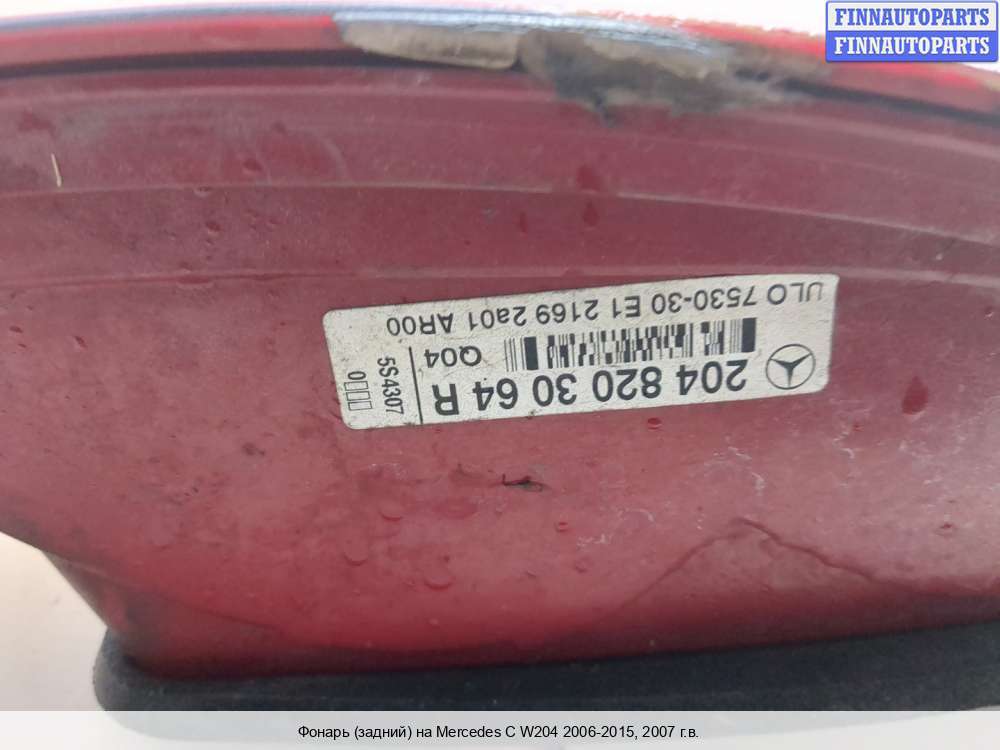 FINNAUTOPARTS
FINNAUTOPARTS
204 820 30 64 R
Q04
5S4307
ULO 7530-30 E1 2169 2a01 AR00
Фонарь (задний) на Mercedes C W204 2006-2015, 2007 г.в.